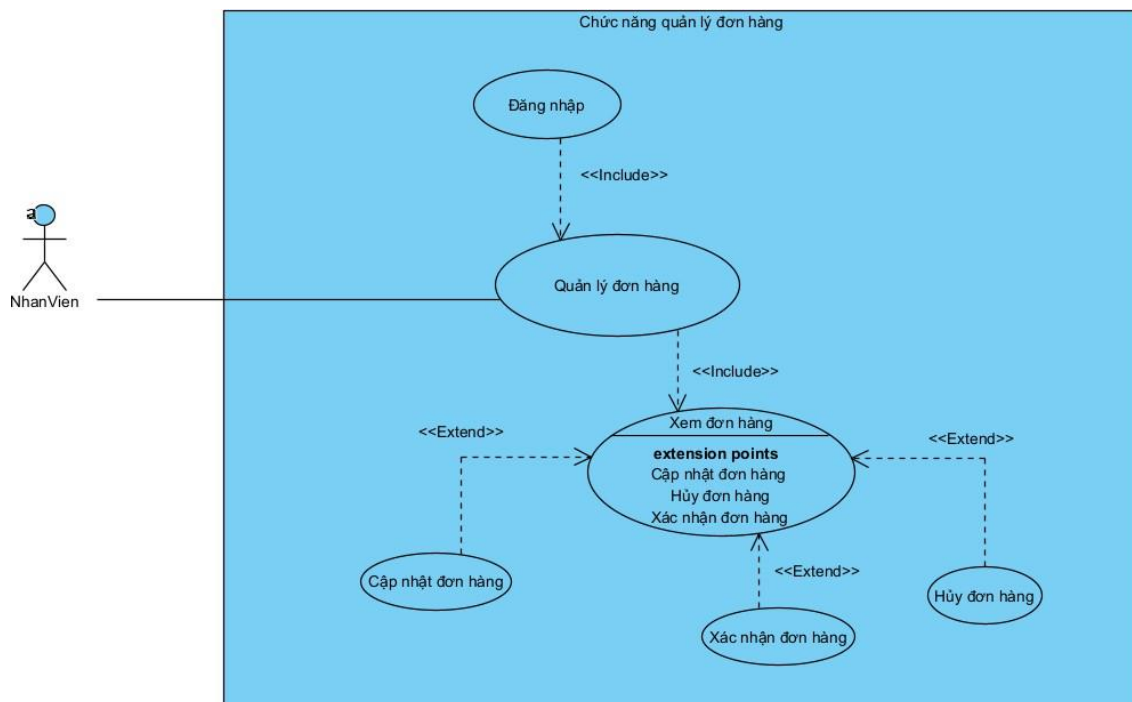 Chức năng quản lý đơn hàng
Đăng nhập
<<Include>>
a
NhanVien
Quản lý đơn hàng
<<Include>>
Xem đơn hàng
extension points
Cập nhật đơn hàng
Hủy đơn hàng
Xác nhận đơn hàng
<<Extend>>
<<Extend>>
<<Extend>>
Cập nhật đơn hàng
Xác nhận đơn hàng
Hủy đơn hàng